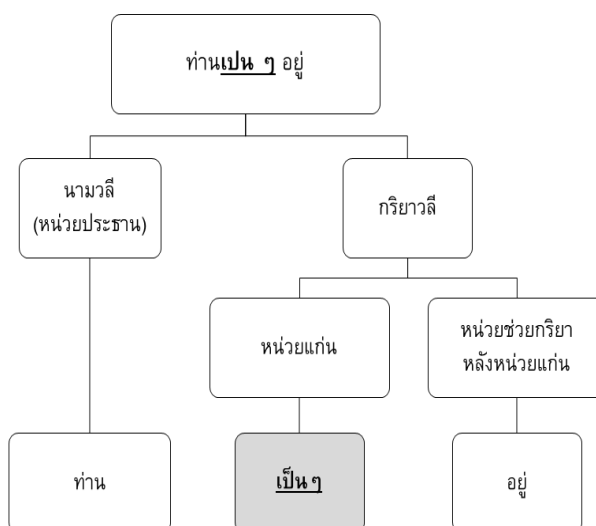 ท่านเปน ๆ อยู่
นามวลี
(หน่วยประธาน)
กริยาวลี
หน่วยแก่น
หน่วยช่วยกริยา
หลังหน่วยแก่น
ท่าน
เป็น ๆ
อยู่